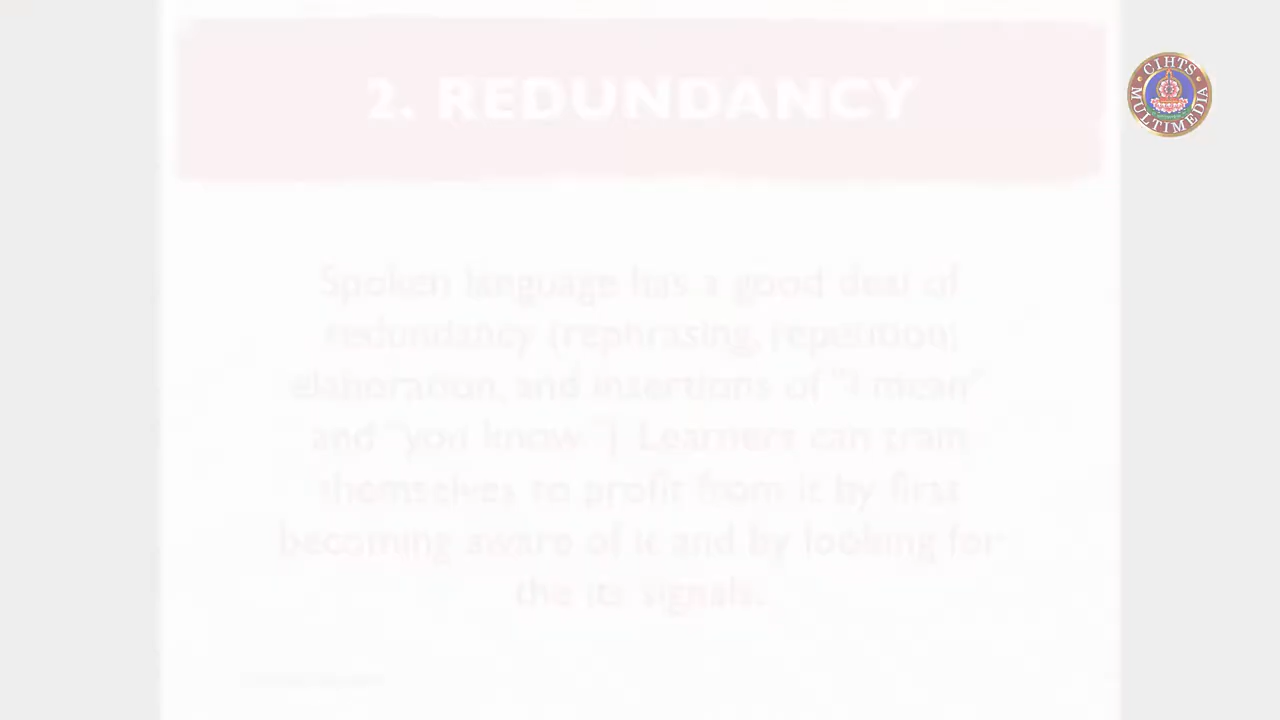 2. REDUNDANCY
CIHTS
MULTIMEDIA
Spoken language has a good deal of
redundancy (rephrasing, repetition,
elaboration, and insertions of "I mean"
and "you know"). Learners can train
themselves to profit from it by first
becoming aware of it and by looking for
the its signals.